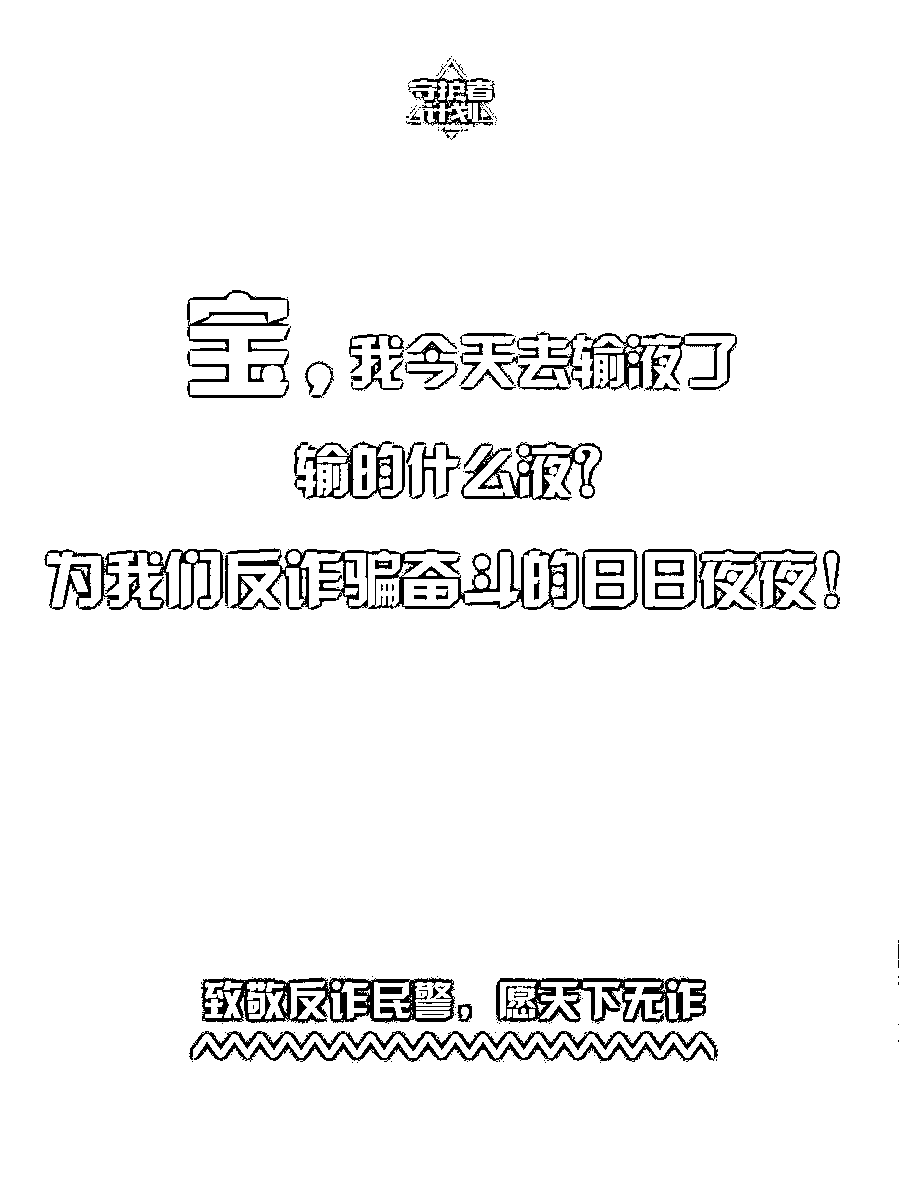 守护者
计划
宝，我今天去输液了
输的什么液？
为我们反诈骗奋斗的日日夜夜！
致敬反诈民警，愿天下无诈